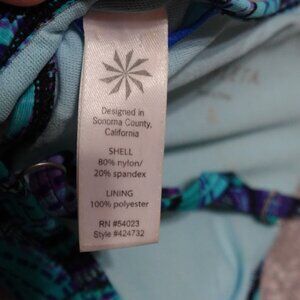 Designed in
Sonoma County,
California
SHELL
80% nylon/
20% spandex
LINING
100% polyester
RN #54023
Style #424732